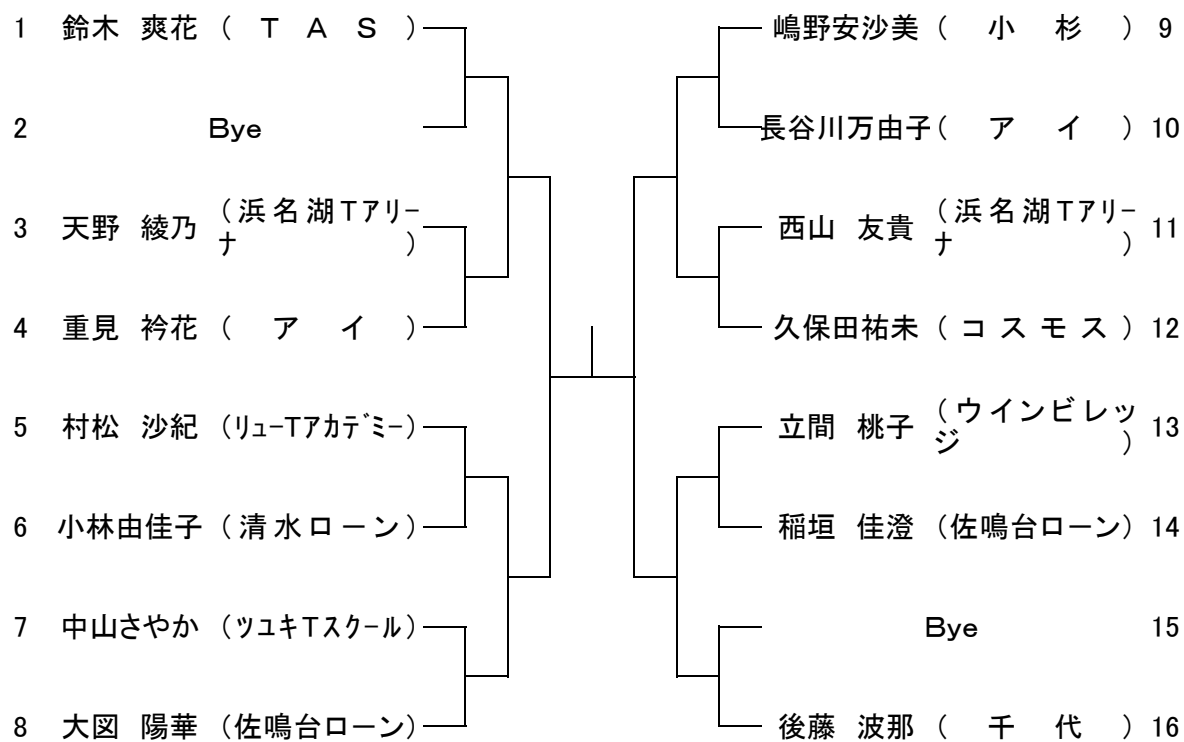 1 鈴木 爽花 ( T A S )
2 Bye
3 天野 綾乃 (浜名湖Tアリーナ)
4 重見 衿花 ( ア イ )
5 村松 沙紀 (リューTアカデミー)
6 小林由佳子 (清水ローン)
7 中山さやか (ツユキTスクール)
8 大図 陽華 (佐鳴台ローン)
嶋野安沙美 ( 小 杉 ) 9
長谷川万由子( ア イ ) 10
西山 友貴 (浜名湖Tアリーナ) 11
久保田祐未 (コスモス) 12
立間 桃子 (ウインビレッジ) 13
稲垣 佳澄 (佐鳴台ローン) 14
Bye 15
後藤 波那 ( 千 代 ) 16